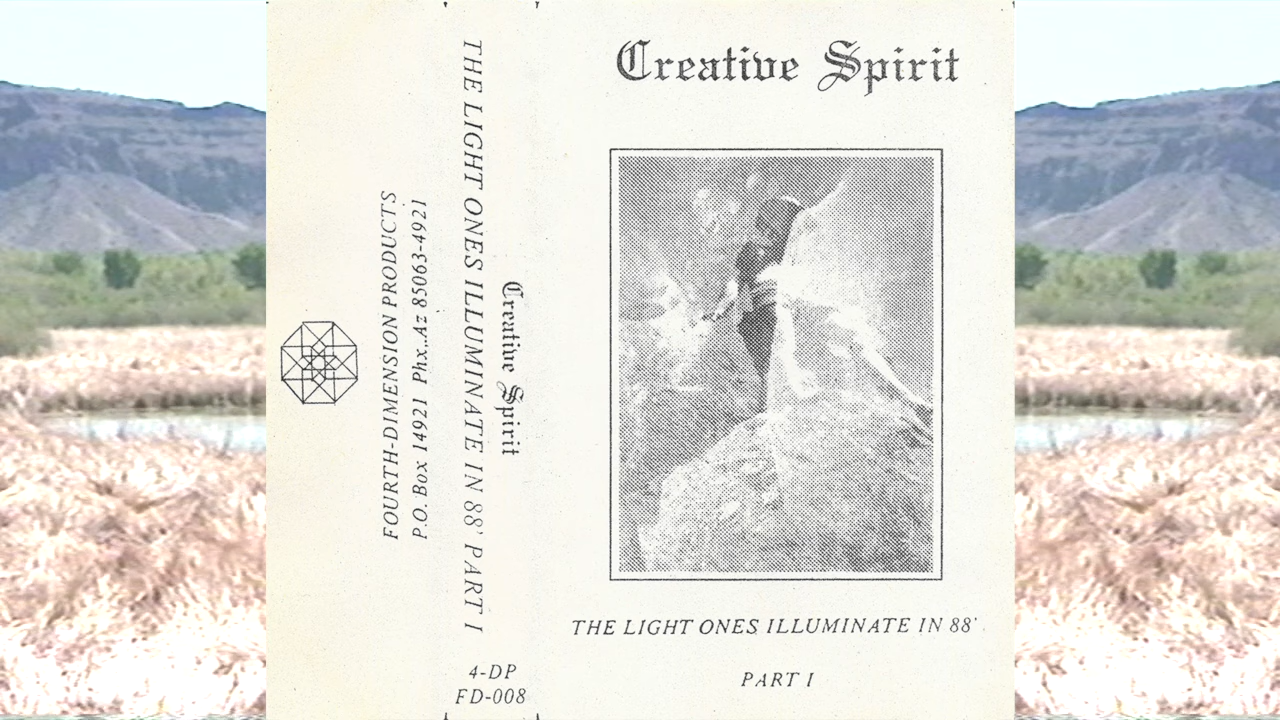 FOURTH-DIMENSION PRODUCTS
P.O. Box 14921 Phx., Az 85063-4921
THE LIGHT ONES ILLUMINATE IN 88' PART I
Creative Spirit
4-DP
FD-008
Creative Spirit
THE LIGHT ONES ILLUMINATE IN 88'
PART I